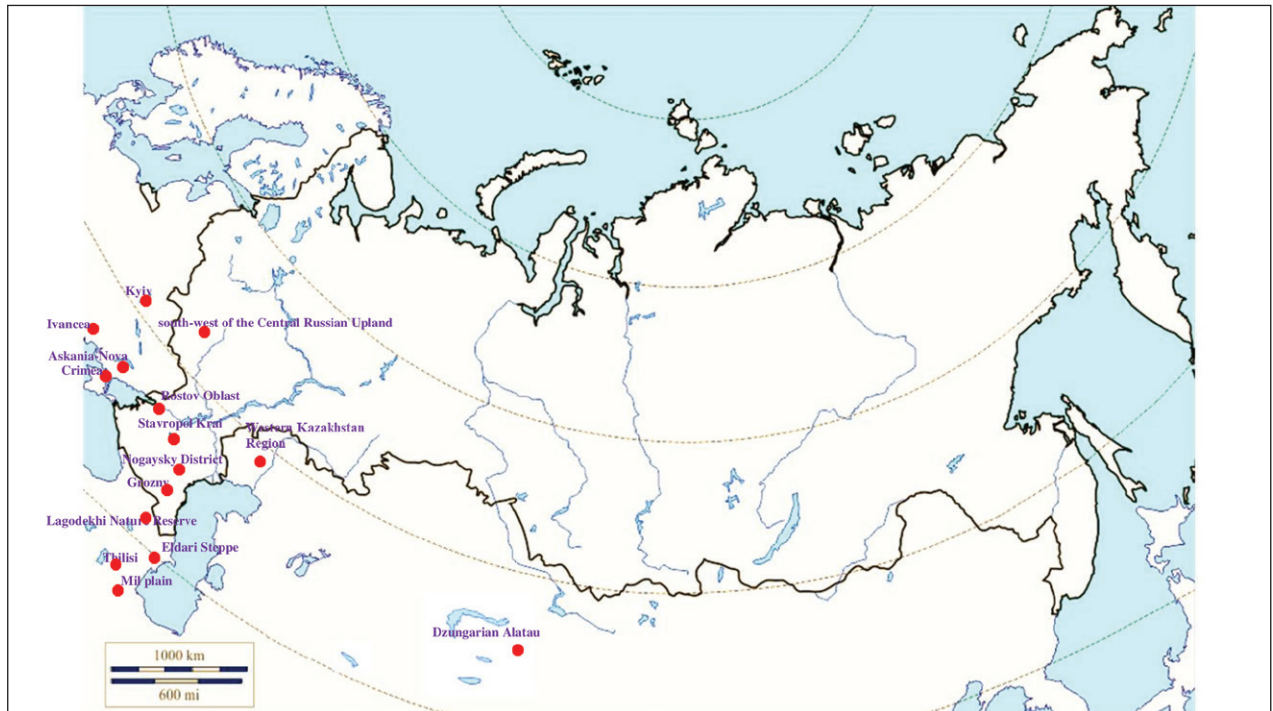 Kyiv
south-west of the Central Russian Upland
Ivancea
Askania-Nova
Crimea
Rostov Oblast
Stavropol Krai
Western Kazakhstan
Region
Nogaysky District
Grozny
Lagodekhi Nature Reserve
Eldari Steppe
Tbilisi
Mil plain
Dzungarian Alatau
1000 km
600 mi